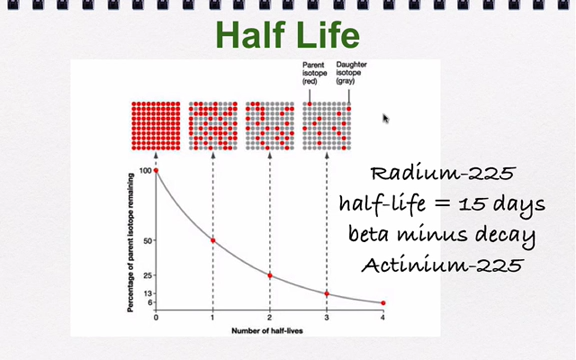 Half Life
Parent
isotope
(red)
Daughter
isotope
(gray)
Radium-225
half-life = 15 days
beta minus decay
Actinium-225
Percentage of parent isotope remaining
100
50
25
13
6
0
1
2
3
4
Number of half-lives